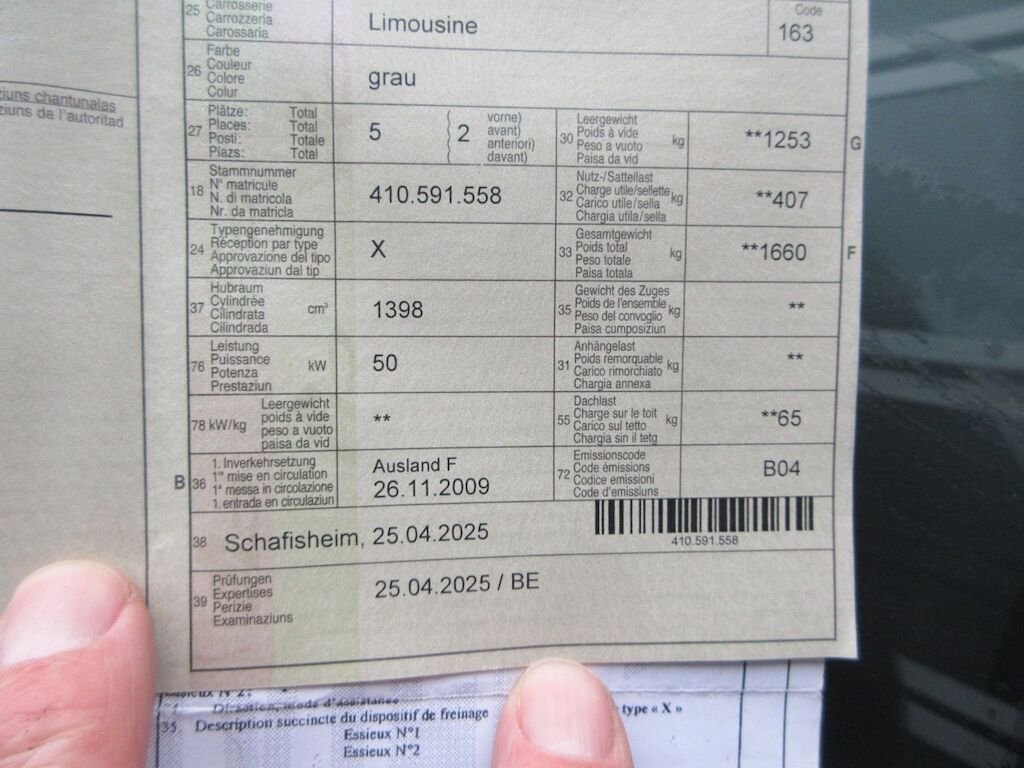 25 Carrosserie
Carrozzeria
Carossaria
Limousine
Code
163
ziuns chantunalas
ziuns da l'autoritad
26 Farbe
Couleur
Colore
Colur
grau
27 Plätze: Total
Places: Total
Posti: Totale
Plazs: Total
5
2 vorne)
avant)
anteriori)
davant)
30 Leergewicht
Poids à vide
Peso a vuoto
Paisa da vid
kg
**1253
G
18 Stammnummer
N° matricule
N. di matricola
Nr. da matricla
410.591.558
32 Nutz-/Sattellast
Charge utile/sellette
Carico utile/sella
Chargia utila/sella
kg
**407
24 Typengenehmigung
Réception par type
Approvazione del tipo
Approvaziun dal tip
X
33 Gesamtgewicht
Poids total
Peso totale
Paisa totala
kg
**1660
F
37 Hubraum
Cylindrée
Cilindrata
Cilindrada
cm³
1398
35 Gewicht des Zuges
Poids de l'ensemble
Peso del convoglio
Paisa cumposiziun
kg
**
76 Leistung
Puissance
Potenza
Prestaziun
kW
50
31 Anhängelast
Poids remorquable
Carico rimorchiato
Chargia annexa
kg
**
78 kW/kg Leergewicht
poids à vide
peso a vuoto
paisa da vid
**
55 Dachlast
Charge sur le toit
Carico sul tetto
Chargia sin il tetg
kg
**65
B 36 1. Inverkehrsetzung
1re mise en circulation
1a messa in circolazione
1. entrada en circulaziun
Ausland F
26.11.2009
72 Emissionscode
Code émissions
Codice emissioni
Code d'emissiuns
B04
38 Schafisheim, 25.04.2025
410.591.558
39 Prüfungen
Expertises
Perizie
Examinaziuns
25.04.2025 / BE
Essieux N°2:
Direction, mode d'assistance
35. Description succincte du dispositif de freinage
type « X »
Essieux N°1
Essieux N°2